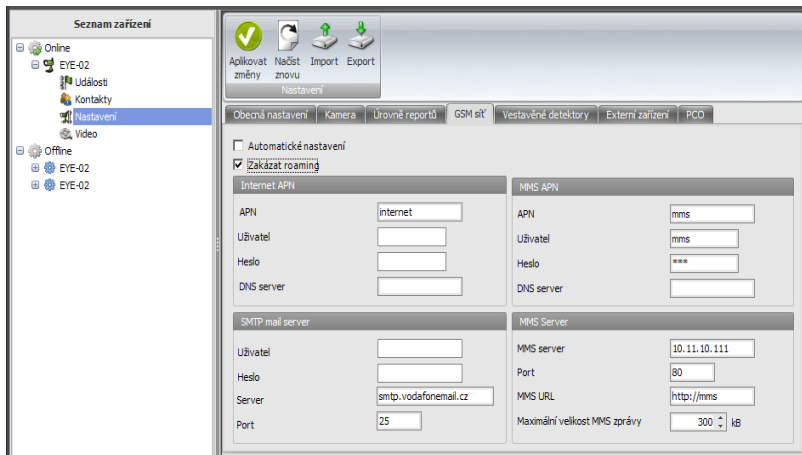 Seznam zařízení
Online
EYE-02
Události
Kontakty
Nastavení
Video
Offline
EYE-02
EYE-02
Aplikovat změny
Načíst znovu
Import
Export
Nastavení
Obecná nastavení
Kamera
Úrovně reportů
GSM síť
Vestavěné detektory
Externí zařízení
PCO
Automatické nastavení
Zakázat roaming
Internet APN
APN internet
Uživatel
Heslo
DNS server
MMS APN
APN mms
Uživatel mms
Heslo ***
DNS server
SMTP mail server
Uživatel
Heslo
Server smtp.vodafonemail.cz
Port 25
MMS Server
MMS server 10.11.10.111
Port 80
MMS URL http://mms
Maximální velikost MMS zprávy 300 kB